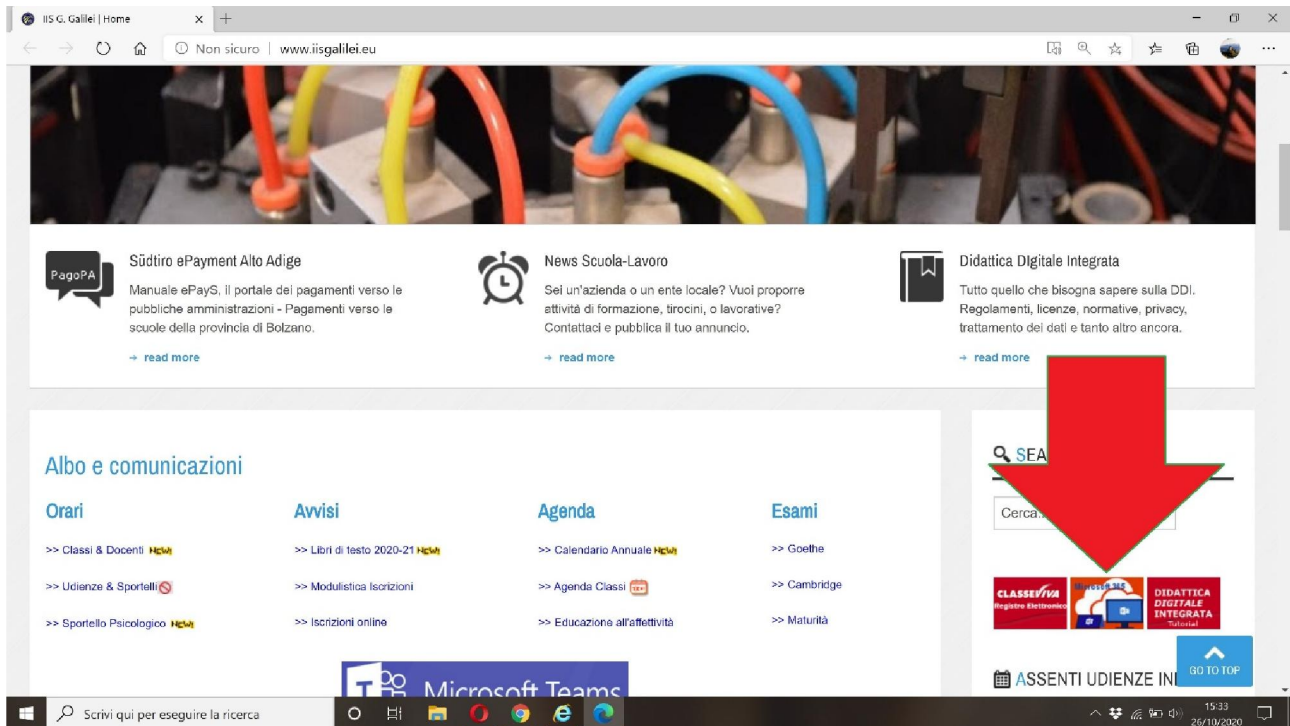 IIS G. Galilei | Home
Non sicuro | www.iisgalilei.eu
PagoPA
Südtiro ePayment Alto Adige
Manuale ePayS, il portale dei pagamenti verso le
pubbliche amministrazioni - Pagamenti verso le
scuole della provincia di Bolzano.
→ read more
News Scuola-Lavoro
Sei un'azienda o un ente locale? Vuoi proporre
attività di formazione, tirocini, o lavorative?
Contattaci e pubblica il tuo annuncio.
→ read more
Didattica DIgitale Integrata
Tutto quello che bisogna sapere sulla DDI.
Regolamenti, licenze, normative, privacy,
trattamento dei dati e tanto altro ancora.
→ read more
Albo e comunicazioni
Orari
>> Classi & Docenti NEW!
>> Udienze & Sportelli
>> Sportello Psicologico NEW!
Avvisi
>> Libri di testo 2020-21 NEW!
>> Modulistica Iscrizioni
>> Iscrizioni online
Agenda
>> Calendario Annuale NEW!
>> Agenda Classi
>> Educazione all'affettività
Esami
>> Goethe
>> Cambridge
>> Maturità
Microsoft Teams
SEA
Cerca..
CLASSEVIVA
Registro Elettronico
Microsoft 365
DIDATTICA
DIGITALE
INTEGRATA
Tutorial
GO TO TOP
ASSENTI UDIENZE IN
Scrivi qui per eseguire la ricerca
15:33
26/10/2020